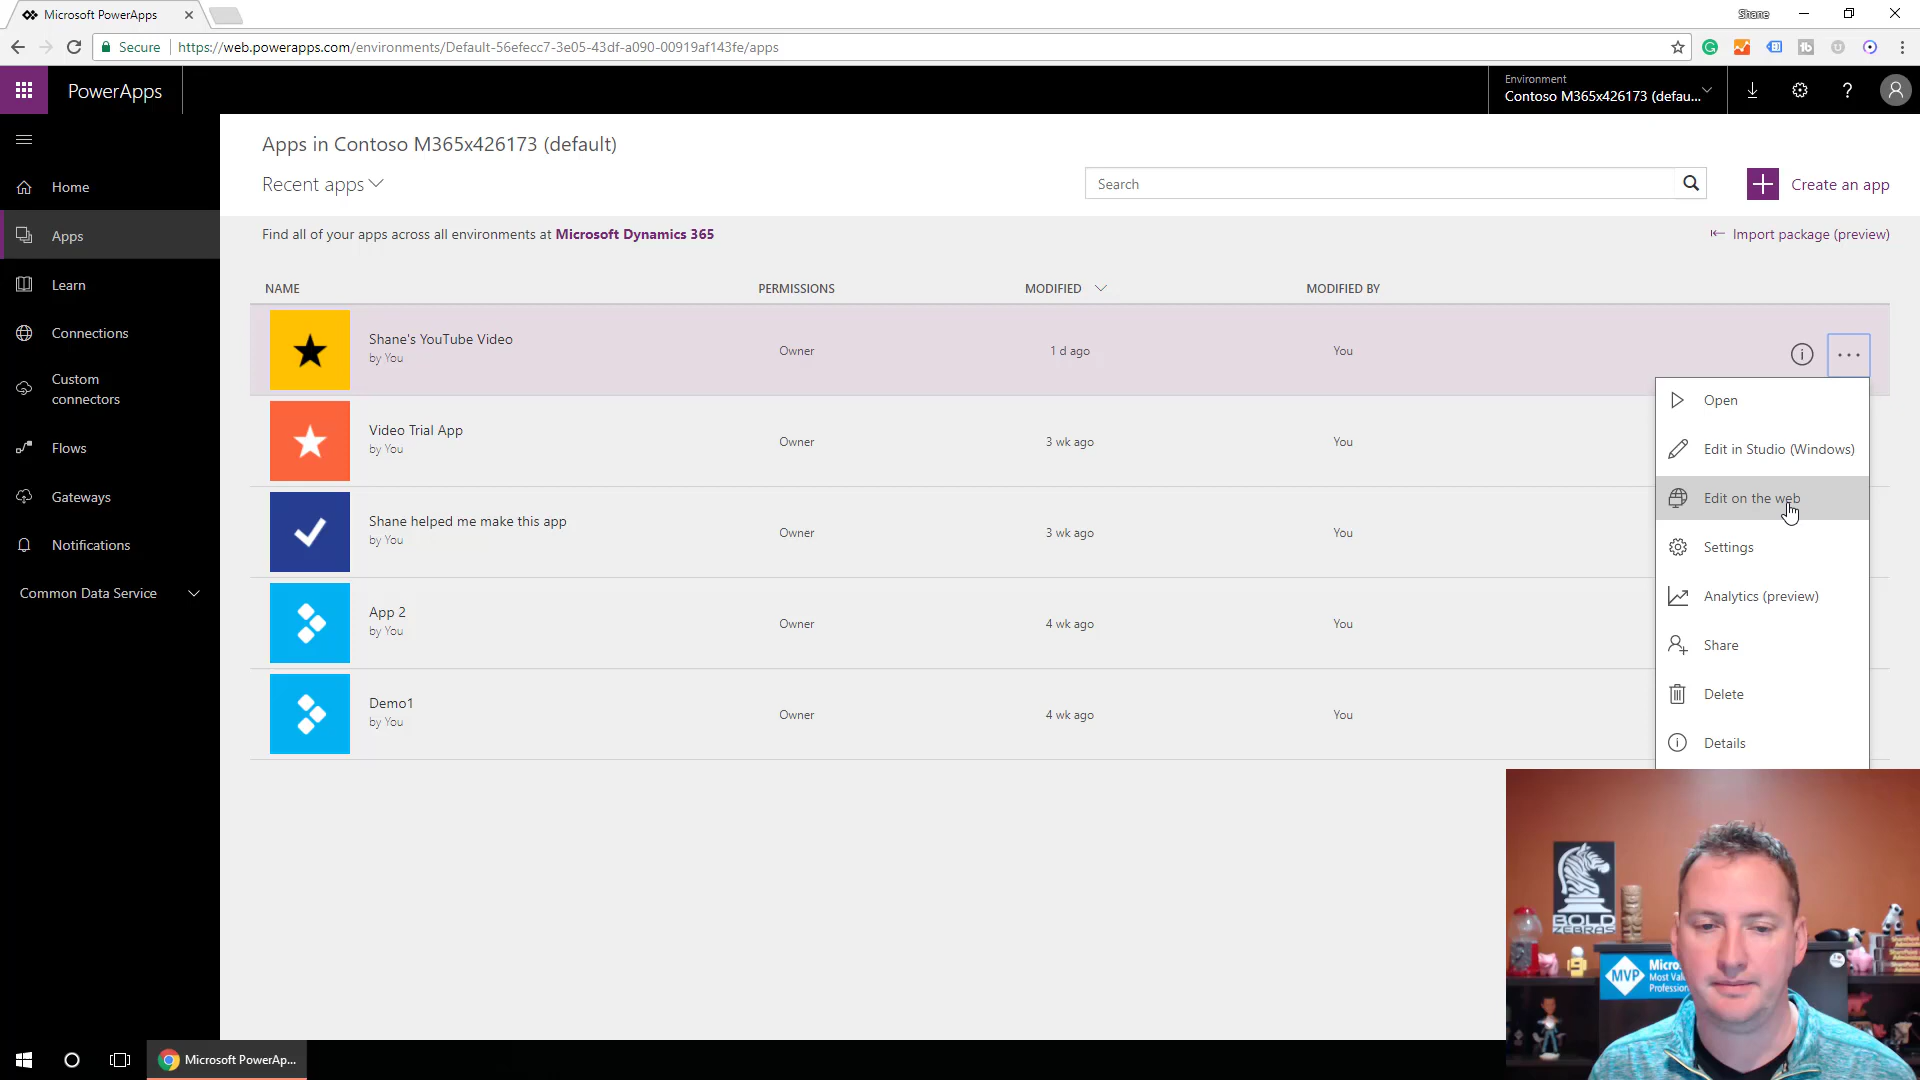 Microsoft PowerApps
Shane
Secure
https://web.powerapps.com/environments/Default-56efecc7-3e05-43df-a090-00919af143fe/apps
PowerApps
Environment
Contoso M365x426173 (defau...
Home
Apps
Learn
Connections
Custom
connectors
Flows
Gateways
Notifications
Common Data Service
Apps in Contoso M365x426173 (default)
Recent apps
Search
Create an app
Find all of your apps across all environments at Microsoft Dynamics 365
Import package (preview)
NAME PERMISSIONS MODIFIED MODIFIED BY
Shane's YouTube Video
by You
Owner 1 d ago You
Video Trial App
by You
Owner 3 wk ago You
Shane helped me make this app
by You
Owner 3 wk ago You
App 2
by You
Owner 4 wk ago You
Demo1
by You
Owner 4 wk ago You
Open
Edit in Studio (Windows)
Edit on the web
Settings
Analytics (preview)
Share
Delete
Details
BOLD
ZEBRAS
MVP
Micros
Most Val
Profession
Microsoft PowerAp...